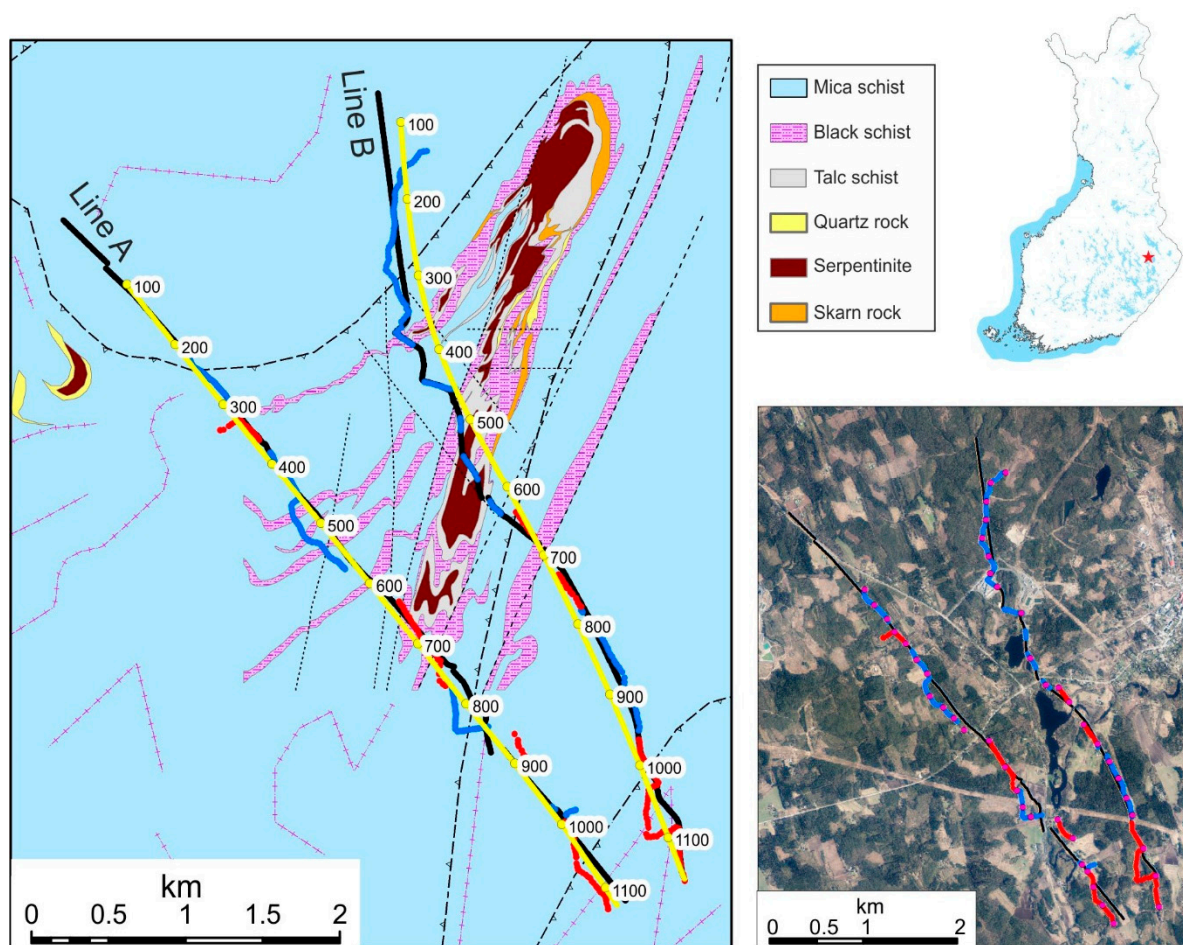 Line B
100
200
300
400
500
600
700
800
900
1000
1100
Line A
100
200
300
400
500
600
700
800
900
1000
1100
km
0 0.5 1 1.5 2
Mica schist
Black schist
Talc schist
Quartz rock
Serpentinite
Skarn rock
km
0 0.5 1 2